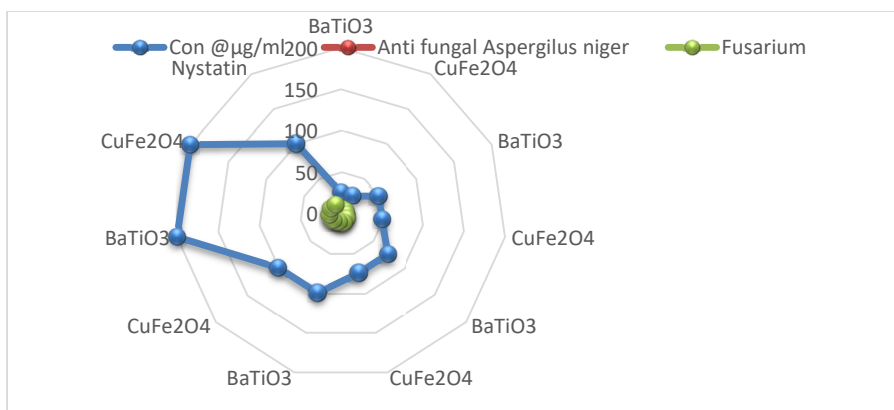 BaTiO3
200
Con @µg/ml
Anti fungal Aspergilus niger
Fusarium
Nystatin
CuFe2O4
150
CuFe2O4
BaTiO3
100
50
0
BaTiO3
CuFe2O4
CuFe2O4
BaTiO3
BaTiO3
CuFe2O4